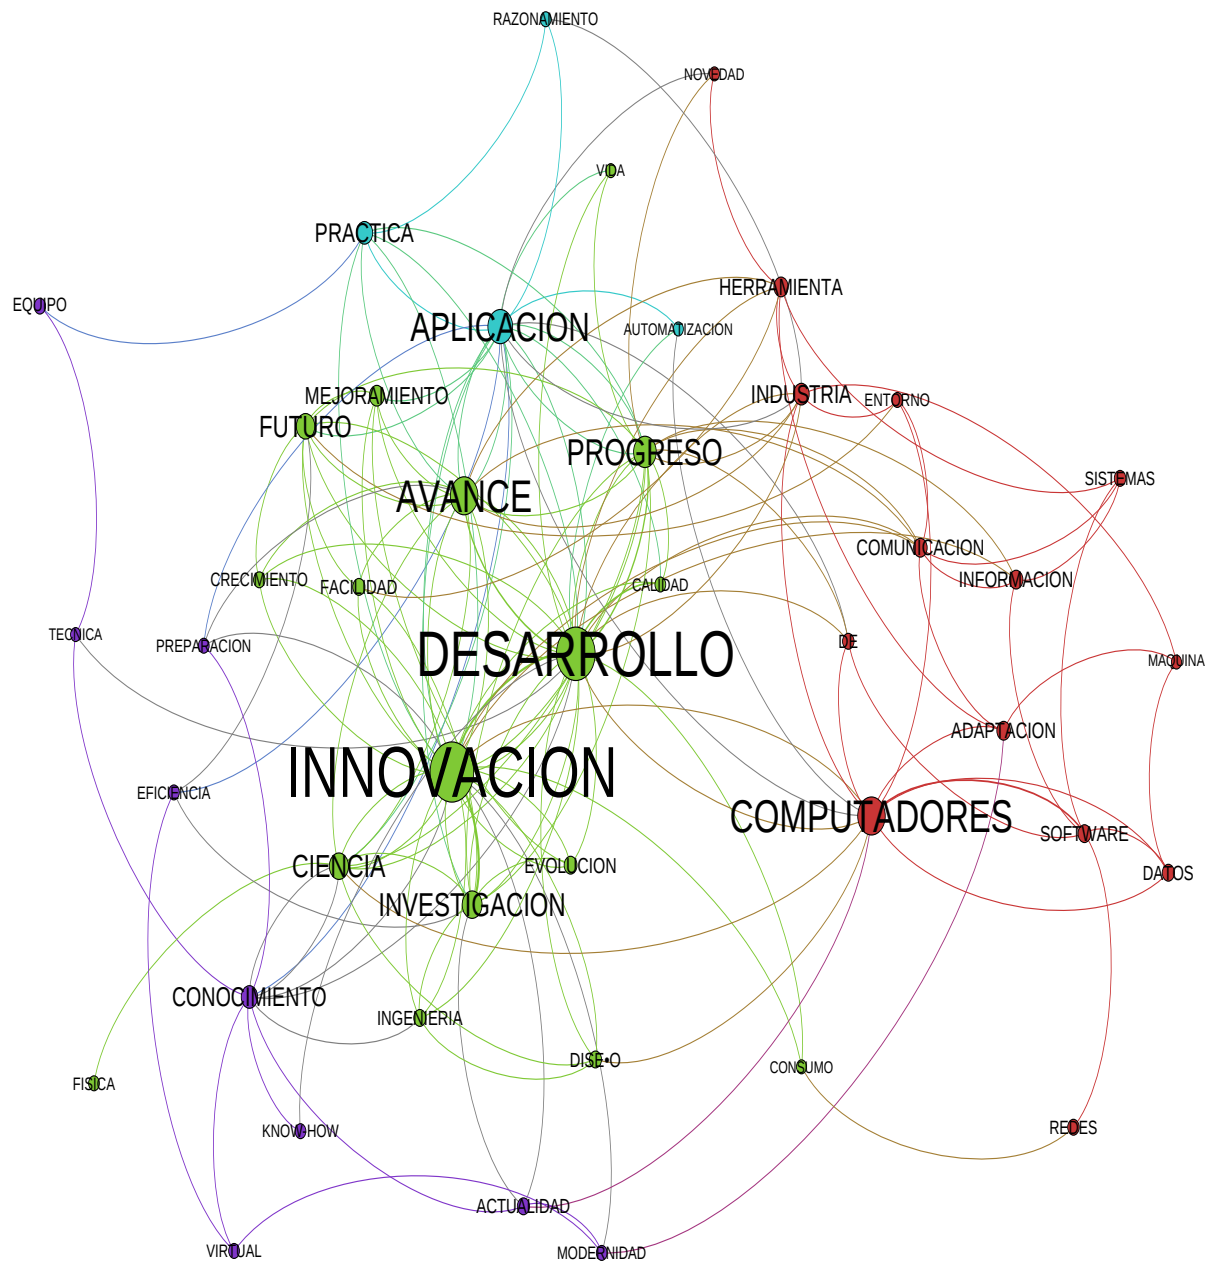 RAZONAMIENTO
NOVEDAD
VIDA
PRACTICA
HERRAMIENTA
EQUIPO
APLICACION
AUTOMATIZACION
MEJORAMIENTO
INDUSTRIA
ENTORNO
FUTURO
PROGRESO
SISTEMAS
AVANCE
COMUNICACION
CRECIMIENTO
FACILIDAD
CALIDAD
INFORMACION
TECNICA
PREPARACION
DESARROLLO
DE
MAQUINA
ADAPTACION
INNOVACION
EFICIENCIA
COMPUTADORES
SOFTWARE
CIENCIA
EVOLUCION
DATOS
INVESTIGACION
CONOCIMIENTO
INGENIERIA
DISE•O
CONSUMO
FISICA
KNOW-HOW
REDES
ACTUALIDAD
VIRTUAL
MODERNIDAD